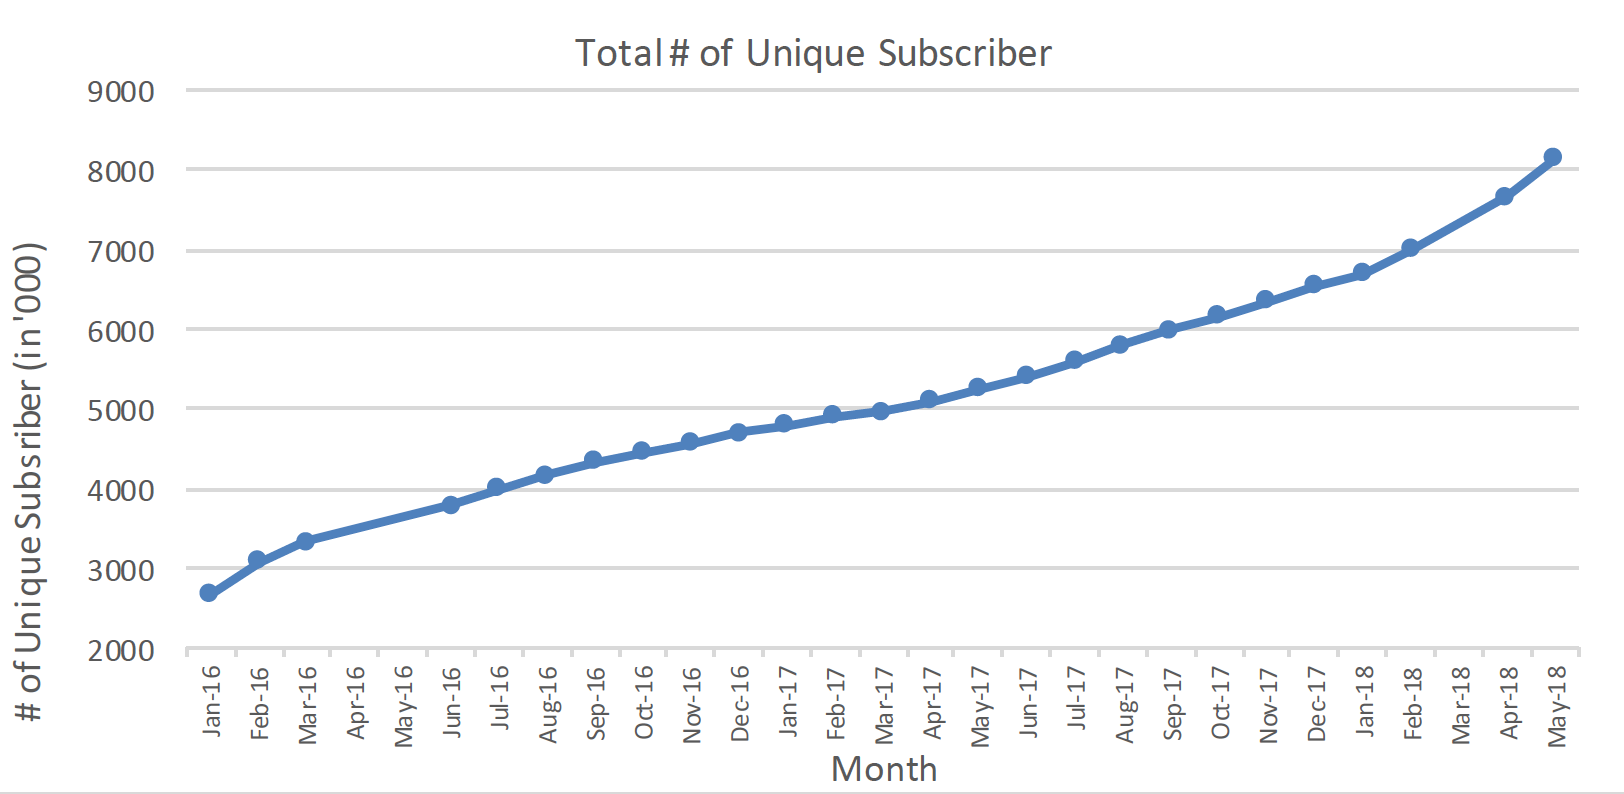 Total # of Unique Subscriber
# of Unique Subsriber (in '000)
9000
8000
7000
6000
5000
4000
3000
2000
Jan-16
Feb-16
Mar-16
Apr-16
May-16
Jun-16
Jul-16
Aug-16
Sep-16
Oct-16
Nov-16
Dec-16
Jan-17
Feb-17
Mar-17
Apr-17
May-17
Jun-17
Jul-17
Aug-17
Sep-17
Oct-17
Nov-17
Dec-17
Jan-18
Feb-18
Mar-18
Apr-18
May-18
Month